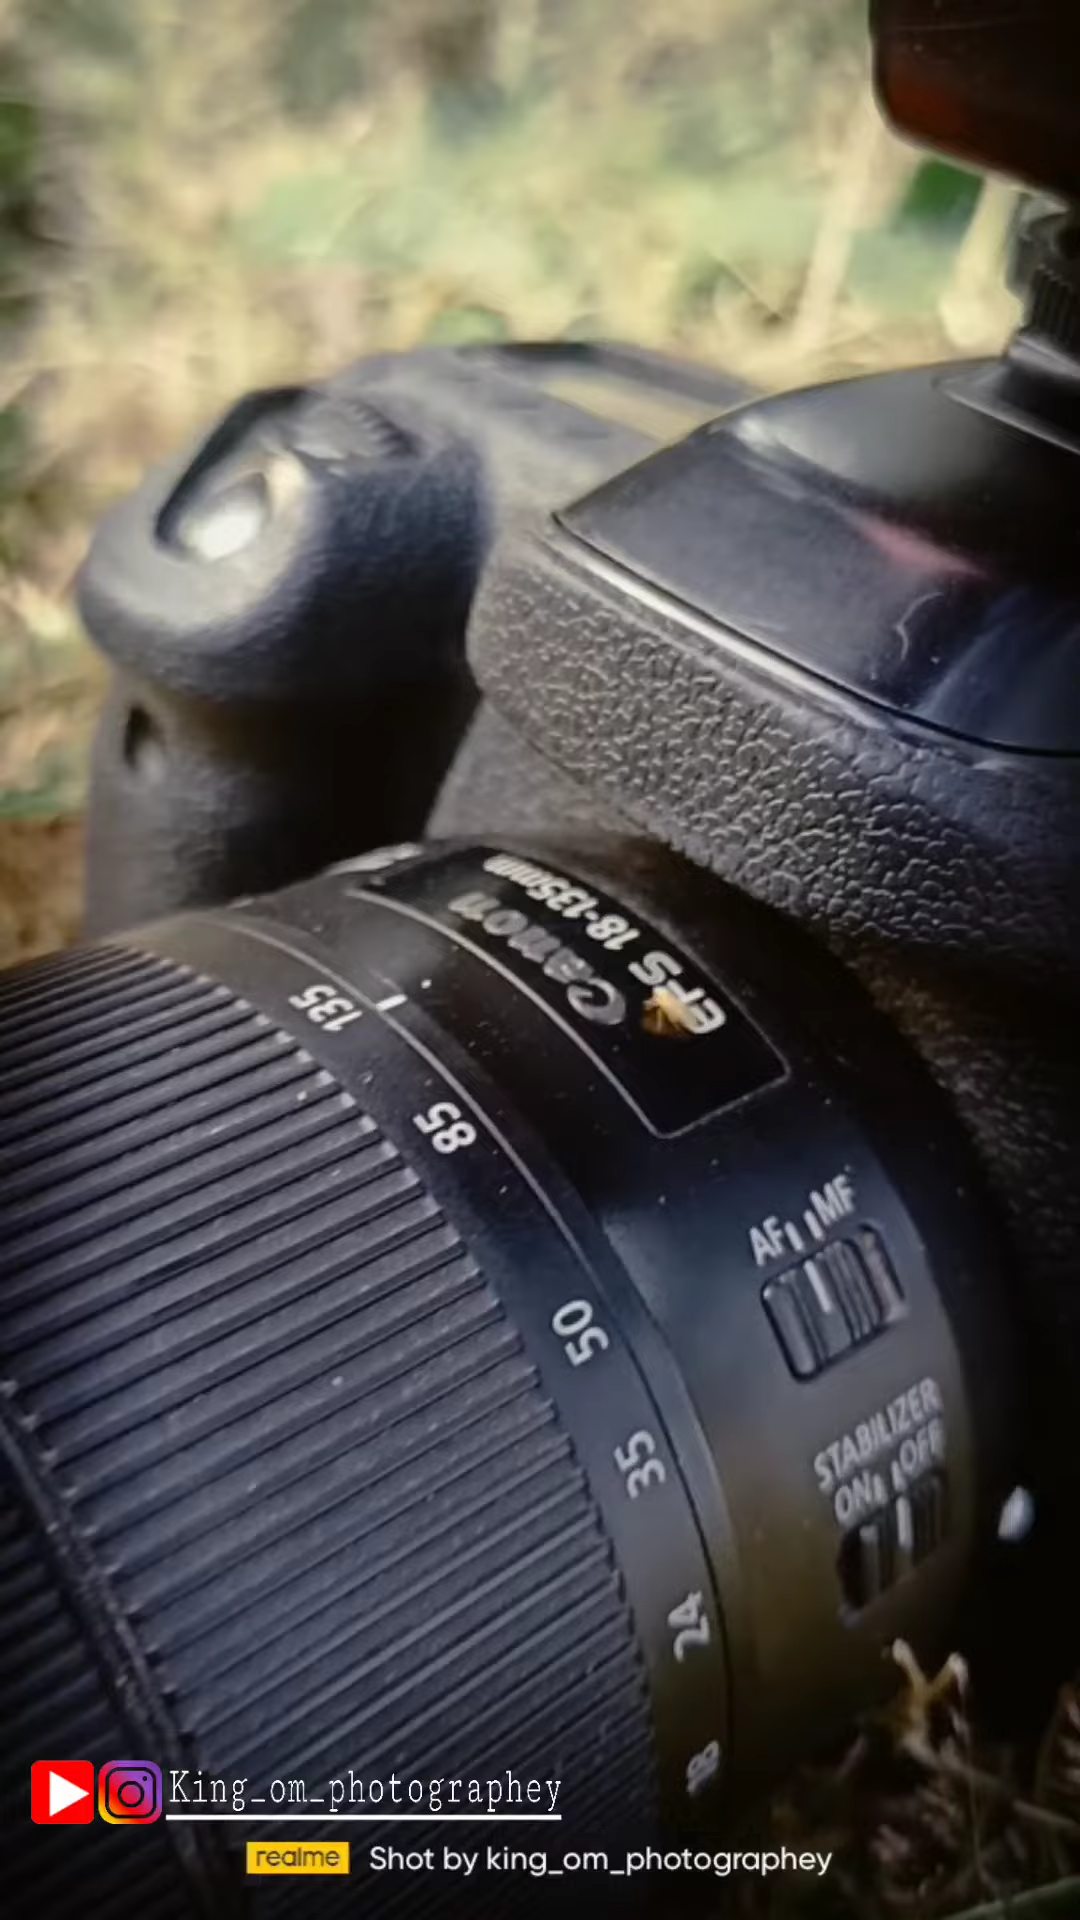 EFS 18-135mm
Canon
135
85
50
35
24
18
AF MF
STABILIZER
ON OFF
King_om_photographey
realme Shot by king_om_photographey